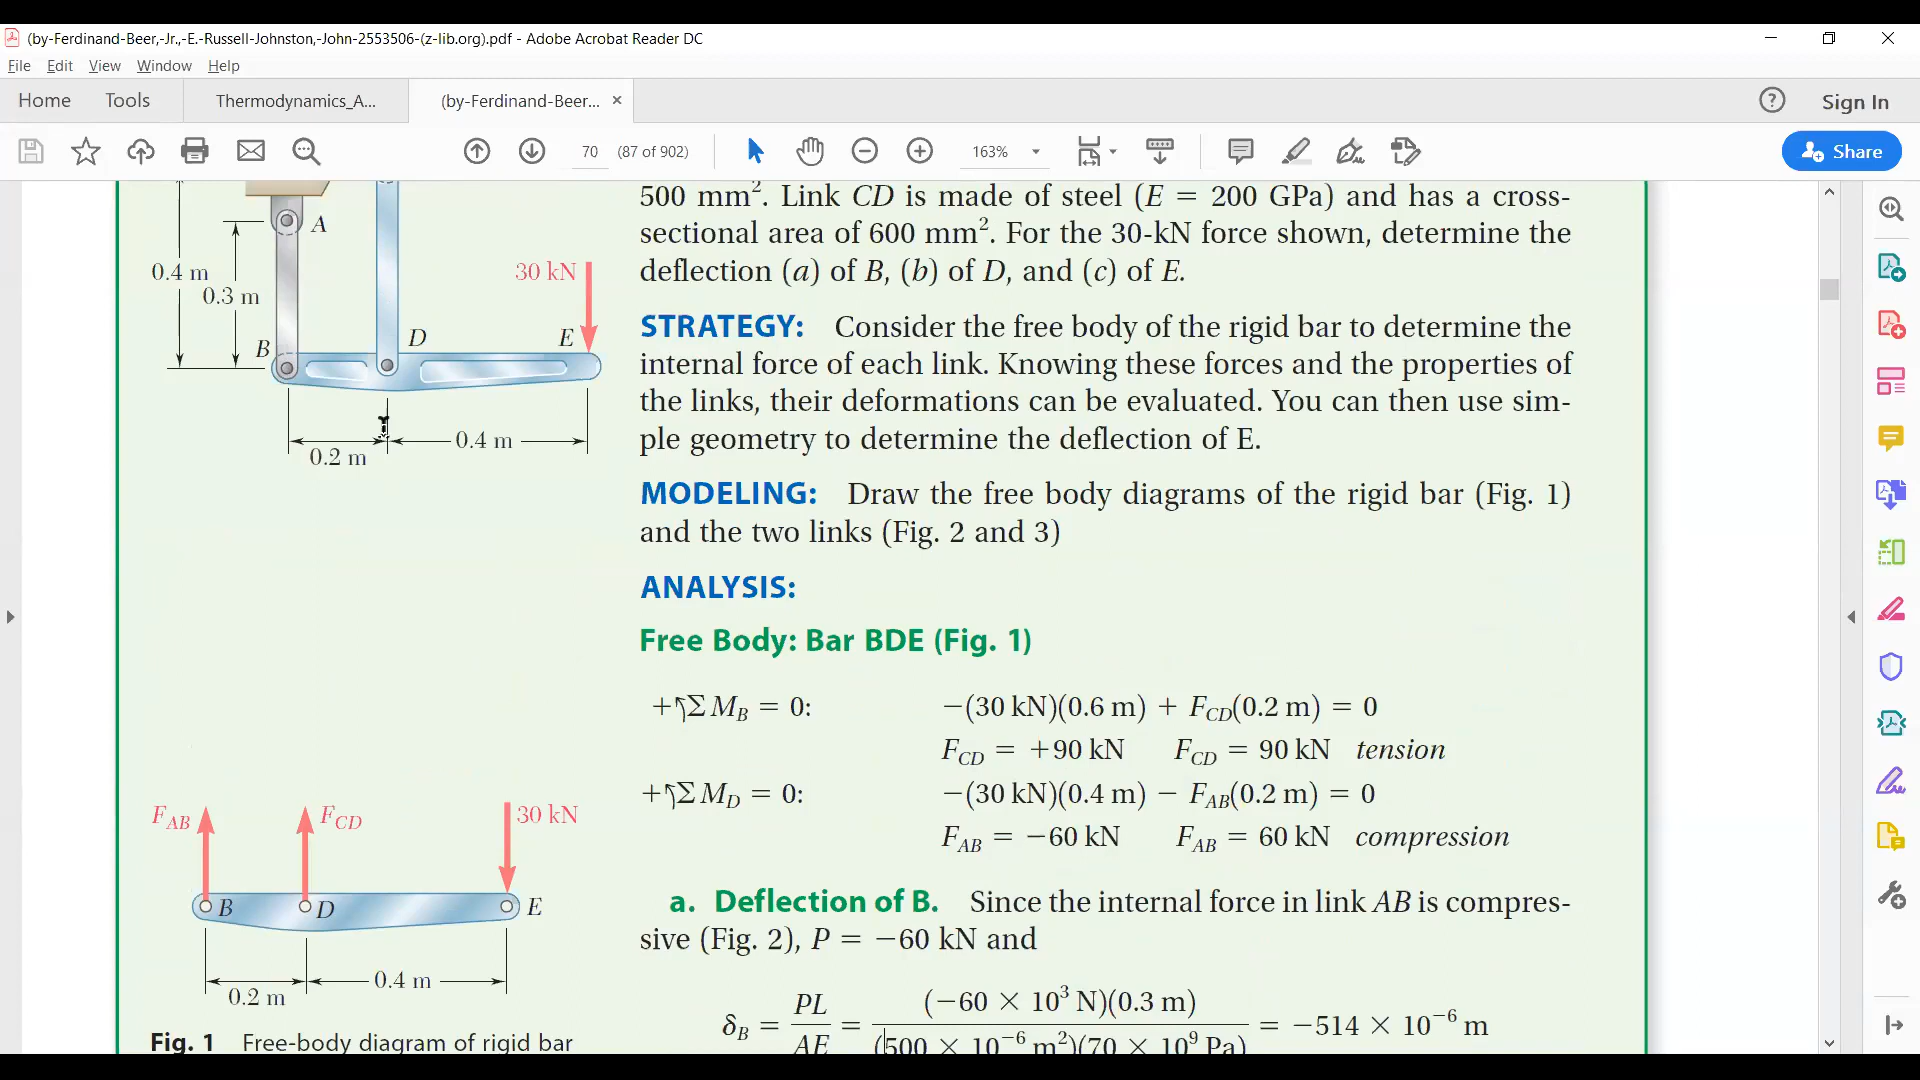 (by-Ferdinand-Beer,-Jr.,-E.-Russell-Johnston,-John-2553506-(z-lib.org).pdf - Adobe Acrobat Reader DC
File Edit View Window Help
Home Tools Thermodynamics_A... (by-Ferdinand-Beer... ×
? Sign In
70 (87 of 902) 163% Share
500 mm². Link CD is made of steel (E = 200 GPa) and has a cross-
sectional area of 600 mm². For the 30-kN force shown, determine the
deflection (a) of B, (b) of D, and (c) of E.
A
0.4 m
0.3 m
30 kN
B
D
E
0.2 m
0.4 m
STRATEGY: Consider the free body of the rigid bar to determine the
internal force of each link. Knowing these forces and the properties of
the links, their deformations can be evaluated. You can then use sim-
ple geometry to determine the deflection of E.
MODELING: Draw the free body diagrams of the rigid bar (Fig. 1)
and the two links (Fig. 2 and 3)
ANALYSIS:
Free Body: Bar BDE (Fig. 1)
+↰Σ M_B = 0: −(30 kN)(0.6 m) + F_CD(0.2 m) = 0
F_CD = +90 kN F_CD = 90 kN tension
+↰Σ M_D = 0: −(30 kN)(0.4 m) − F_AB(0.2 m) = 0
F_AB = −60 kN F_AB = 60 kN compression
F_AB
F_CD
30 kN
B
D
E
0.2 m
0.4 m
Fig. 1 Free-body diagram of rigid bar
a. Deflection of B. Since the internal force in link AB is compres-
sive (Fig. 2), P = −60 kN and
δ_B = PL/AE = (−60 × 10³ N)(0.3 m)/(500 × 10⁻⁶ m²)(70 × 10⁹ Pa) = −514 × 10⁻⁶ m